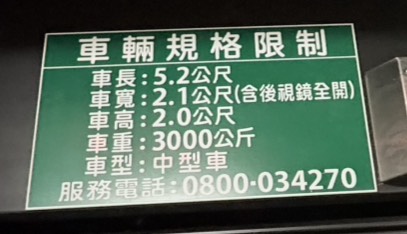 車輛規格限制
車長:5.2公尺
車寬:2.1公尺(含後視鏡全開)
車高:2.0公尺
車重:3000公斤
車型:中型車
服務電話:0800-034270